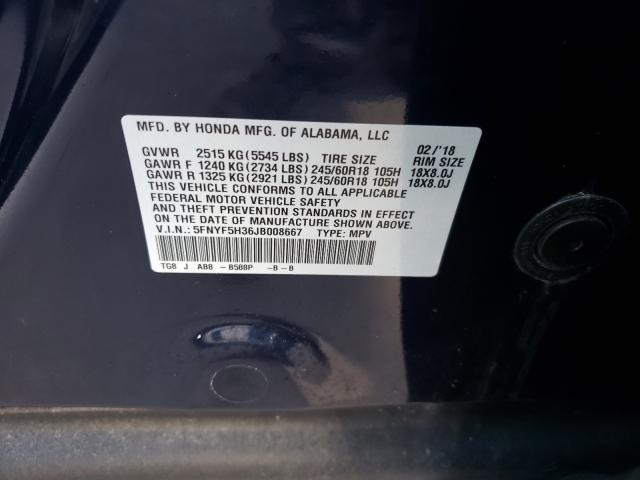 MFD. BY HONDA MFG. OF ALABAMA, LLC 02/'18
GVWR 2515 KG (5545 LBS) TIRE SIZE RIM SIZE
GAWR F 1240 KG (2734 LBS) 245/60R18 105H 18X8.0J
GAWR R 1325 KG (2921 LBS) 245/60R18 105H 18X8.0J
THIS VEHICLE CONFORMS TO ALL APPLICABLE
FEDERAL MOTOR VEHICLE SAFETY
AND THEFT PREVENTION STANDARDS IN EFFECT
ON THE DATE OF MANUFACTURE SHOWN ABOVE.
V.I.N.: 5FNYF5H36JB008667 TYPE: MPV
TG8 J AB8 - B588P -B-B